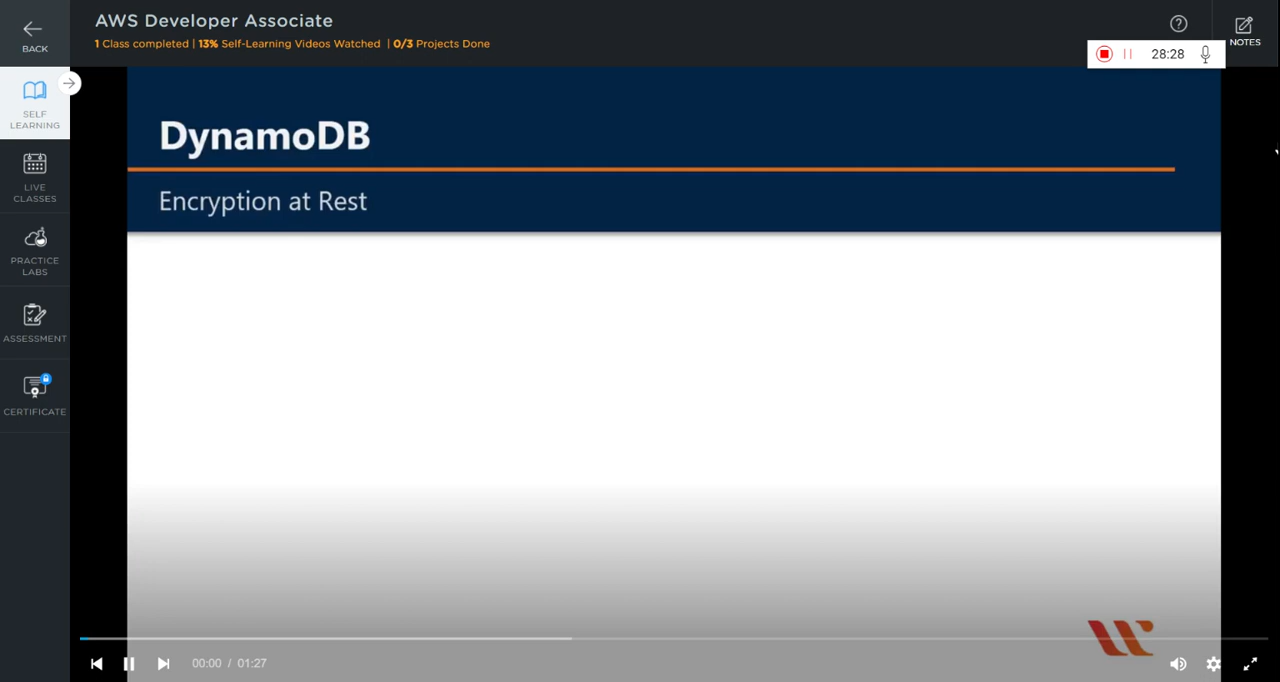 AWS Developer Associate
1 Class completed | 13% Self-Learning Videos Watched | 0/3 Projects Done
BACK
NOTES
28:28
SELF
LEARNING
LIVE
CLASSES
PRACTICE
LABS
ASSESSMENT
CERTIFICATE
DynamoDB
Encryption at Rest
00:00 / 01:27